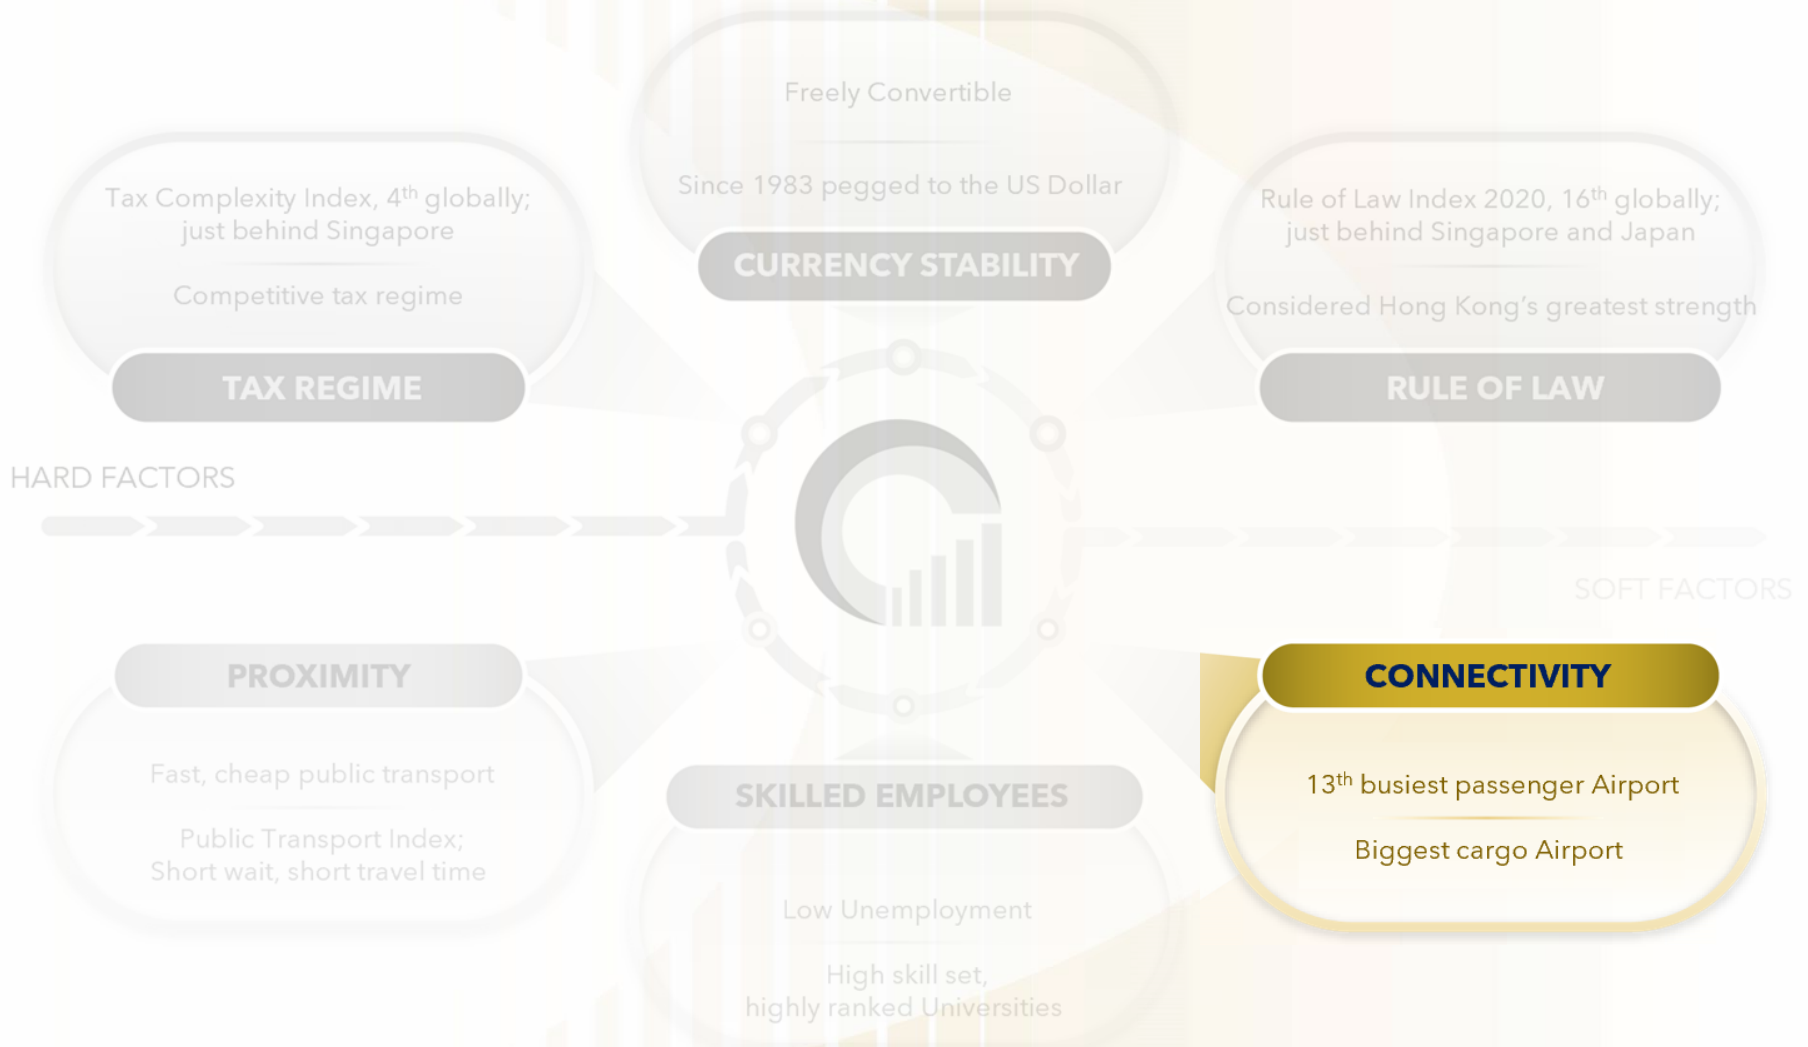 Freely Convertible
Since 1983 pegged to the US Dollar
CURRENCY STABILITY
Tax Complexity Index, 4th globally;
just behind Singapore
Competitive tax regime
TAX REGIME
Rule of Law Index 2020, 16th globally;
just behind Singapore and Japan
Considered Hong Kong’s greatest strength
RULE OF LAW
HARD FACTORS
SOFT FACTORS
PROXIMITY
Fast, cheap public transport
Public Transport Index;
Short wait, short travel time
SKILLED EMPLOYEES
Low Unemployment
High skill set,
highly ranked Universities
CONNECTIVITY
13th busiest passenger Airport
Biggest cargo Airport